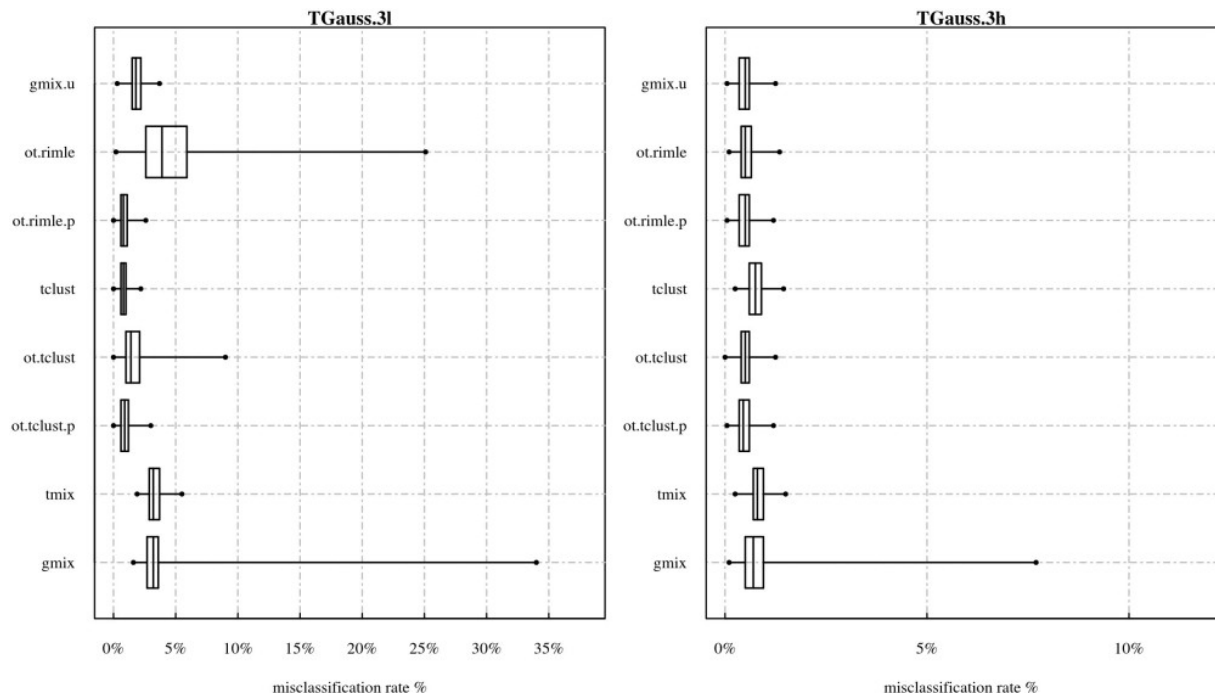 TGauss.3l
gmix.u
ot.rimle
ot.rimle.p
tclust
ot.tclust
ot.tclust.p
tmix
gmix
0% 5% 10% 15% 20% 25% 30% 35%
misclassification rate %
TGauss.3h
gmix.u
ot.rimle
ot.rimle.p
tclust
ot.tclust
ot.tclust.p
tmix
gmix
0% 5% 10%
misclassification rate %